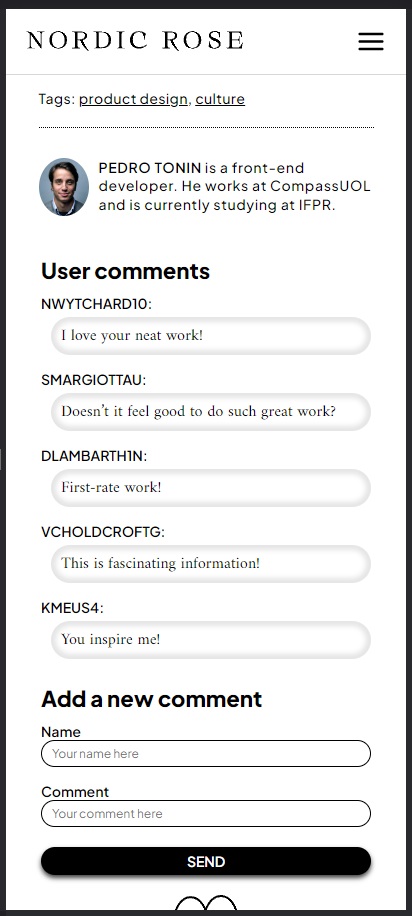 NORDIC ROSE
Tags: product design, culture
PEDRO TONIN is a front-end
developer. He works at CompassUOL
and is currently studying at IFPR.
User comments
NWYTCHARD10:
I love your neat work!
SMARGIOTTAU:
Doesn't it feel good to do such great work?
DLAMBARTH1N:
First-rate work!
VCHOLDCROFTG:
This is fascinating information!
KMEUS4:
You inspire me!
Add a new comment
Name
Your name here
Comment
Your comment here
SEND